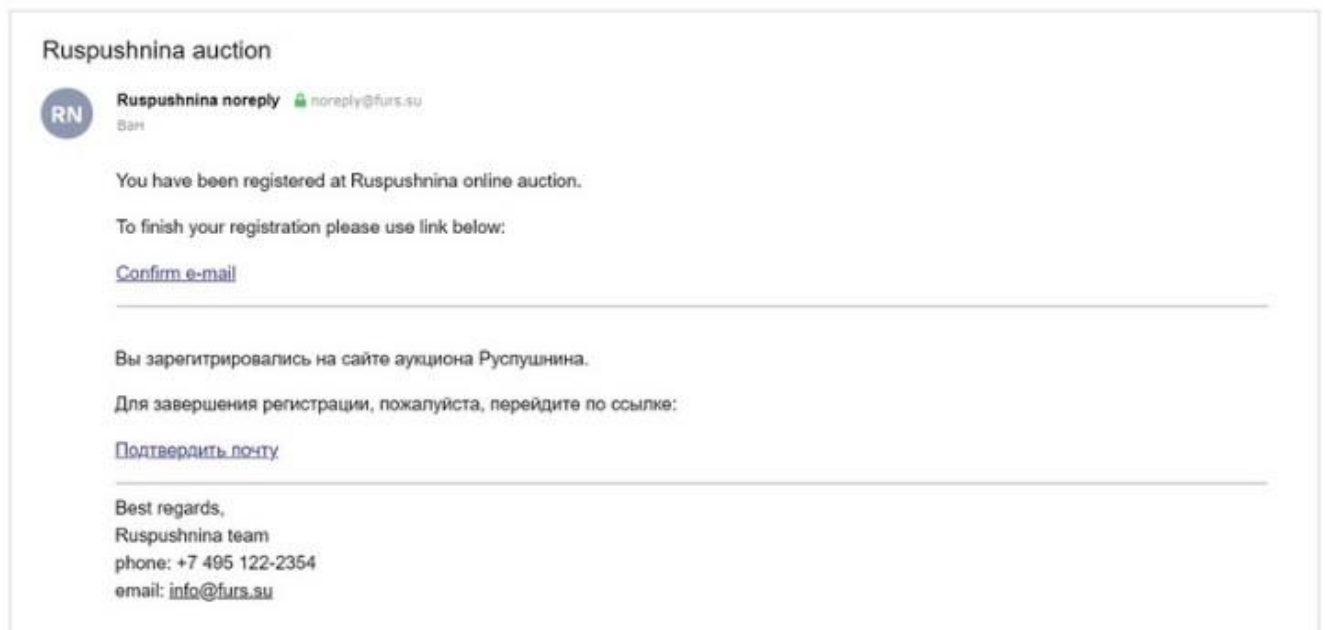 Ruspushnina auction
RN
Ruspushnina noreply noreply@furs.su
Вам
You have been registered at Ruspushnina online auction.
To finish your registration please use link below:
Confirm e-mail
Вы зарегитрировались на сайте аукциона Руспушнина.
Для завершения регистрации, пожалуйста, перейдите по ссылке:
Подтвердить почту
Best regards,
Ruspushnina team
phone: +7 495 122-2354
email: info@furs.su